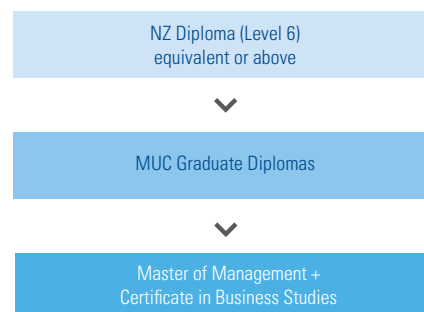 NZ Diploma (Level 6)
equivalent or above
MUC Graduate Diplomas
Master of Management +
Certificate in Business Studies